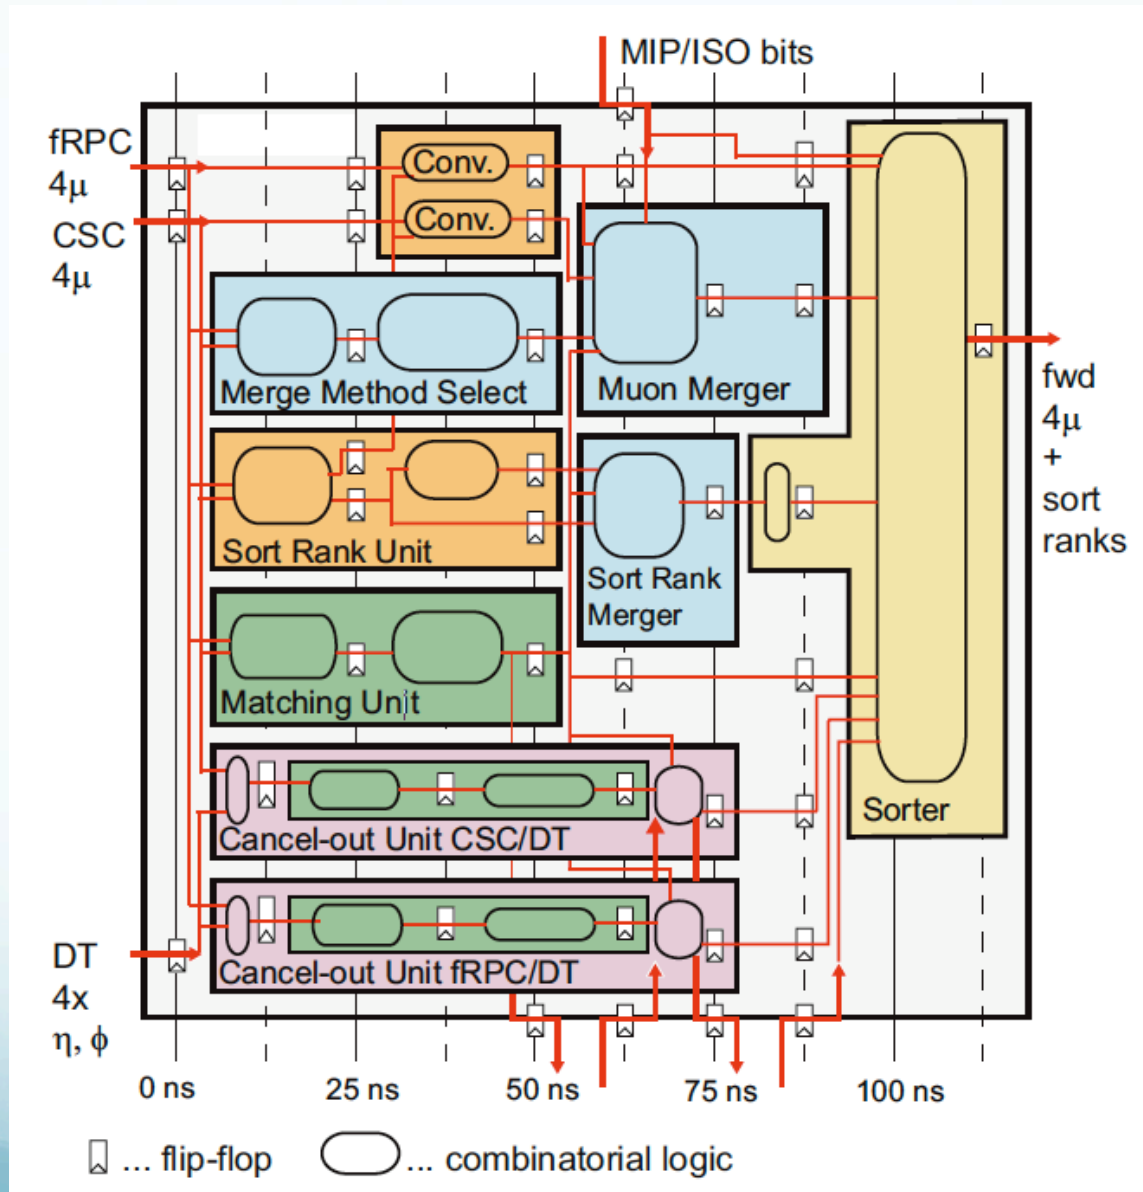 MIP/ISO bits
fRPC
4μ
Conv.
CSC
4μ
Conv.
Merge Method Select
Muon Merger
fwd
4μ
+
sort
ranks
Sort Rank Unit
Sort Rank
Merger
Matching Unit
Sorter
Cancel-out Unit CSC/DT
DT
4x
η, ϕ
Cancel-out Unit fRPC/DT
0 ns 25 ns 50 ns 75 ns 100 ns
... flip-flop ... combinatorial logic